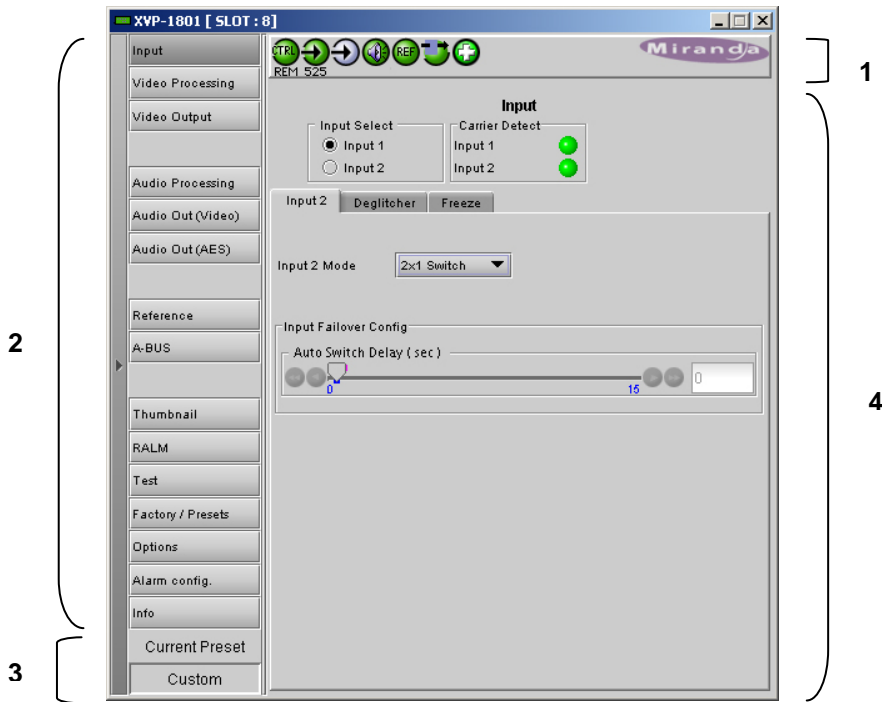 XVP-1801 [ SLOT : 8]
Input
Video Processing
Video Output
Audio Processing
Audio Out (Video)
Audio Out (AES)
Reference
A-BUS
Thumbnail
RALM
Test
Factory / Presets
Options
Alarm config.
Info
Current Preset
Custom
CTRL
REF
REM 525
Miranda
Input
Input Select
Input 1
Input 2
Carrier Detect
Input 1
Input 2
Input 2 Deglitcher Freeze
Input 2 Mode 2x1 Switch
Input Failover Config
Auto Switch Delay ( sec )
0 15 0
1
2
3
4